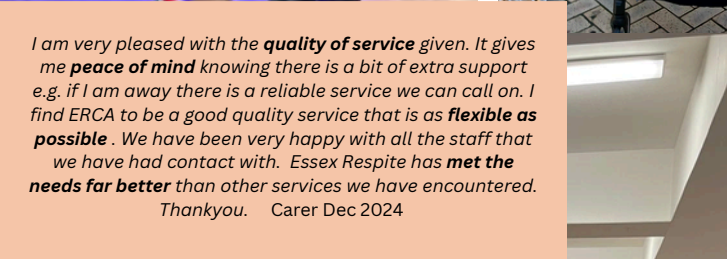 I am very pleased with the quality of service given. It gives
me peace of mind knowing there is a bit of extra support
e.g. if I am away there is a reliable service we can call on. I
find ERCA to be a good quality service that is as flexible as
possible . We have been very happy with all the staff that
we have had contact with.  Essex Respite has met the
needs far better than other services we have encountered.
Thankyou.    Carer Dec 2024